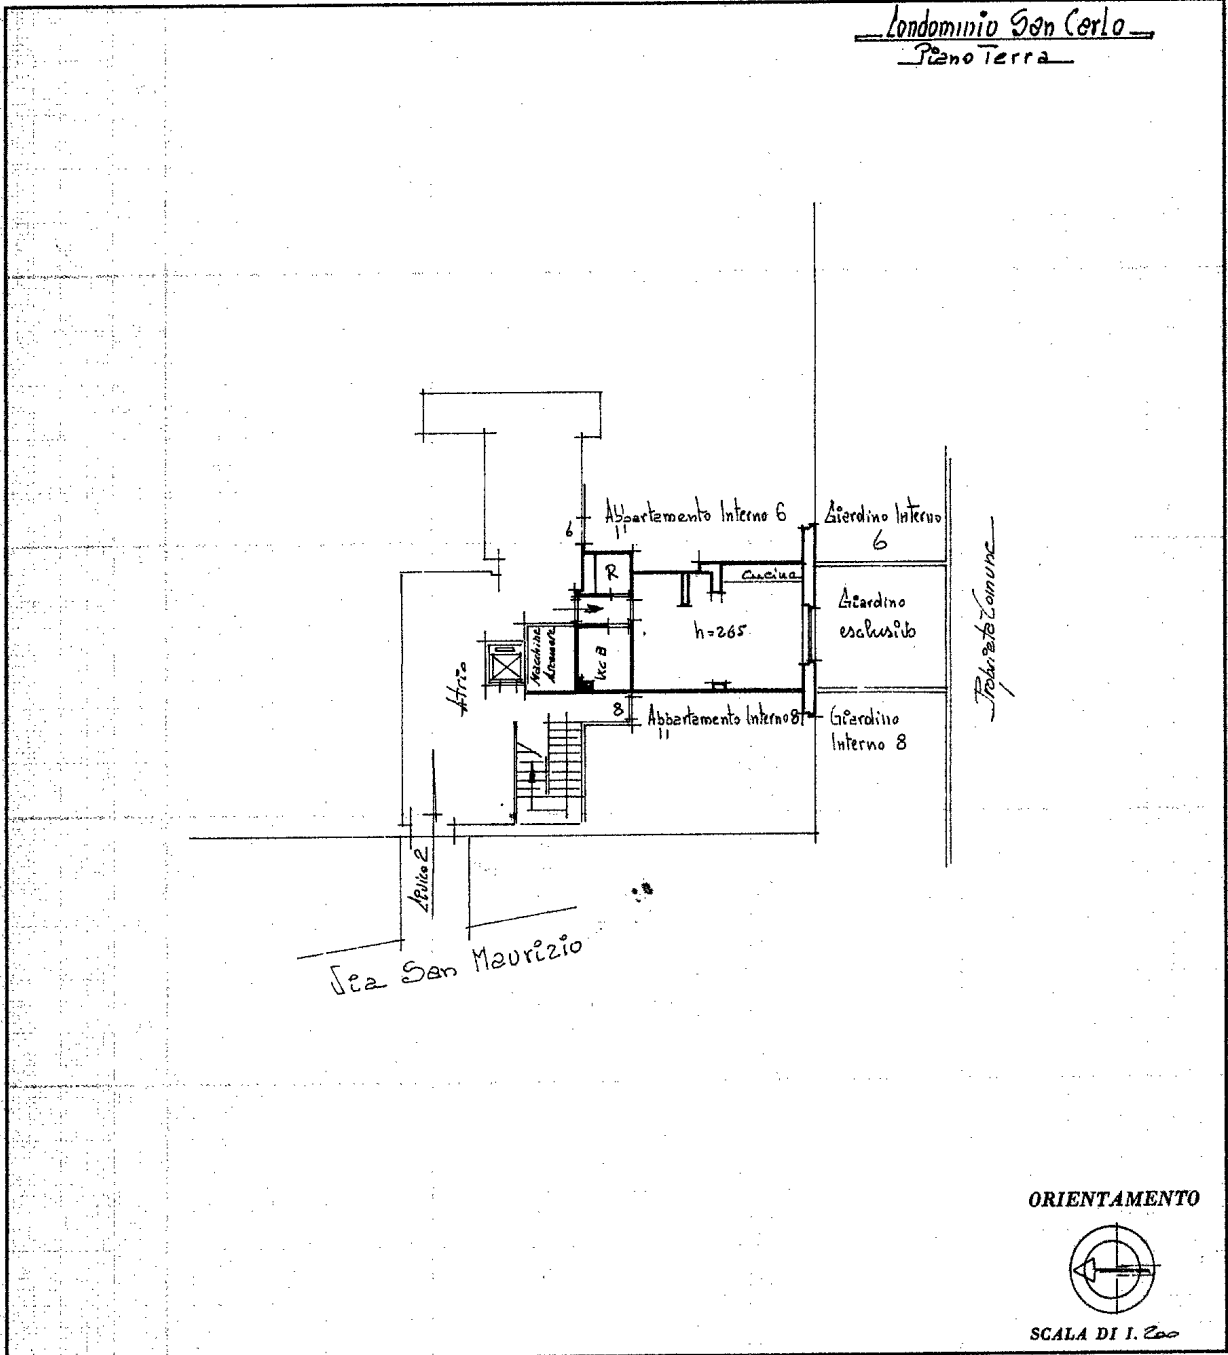 Condominio San Carlo
Piano Terra
Appartamento Interno 6
Giardino Interno
6
6
R
cucina
Giardino
esclusivo
h=265
Macchine
Ascensore
W.C. B
Atrio
Proprietà Comune
8
Appartamento Interno 8
Giardino
Interno 8
Civico 2
Via San Maurizio
ORIENTAMENTO
SCALA DI 1. 200